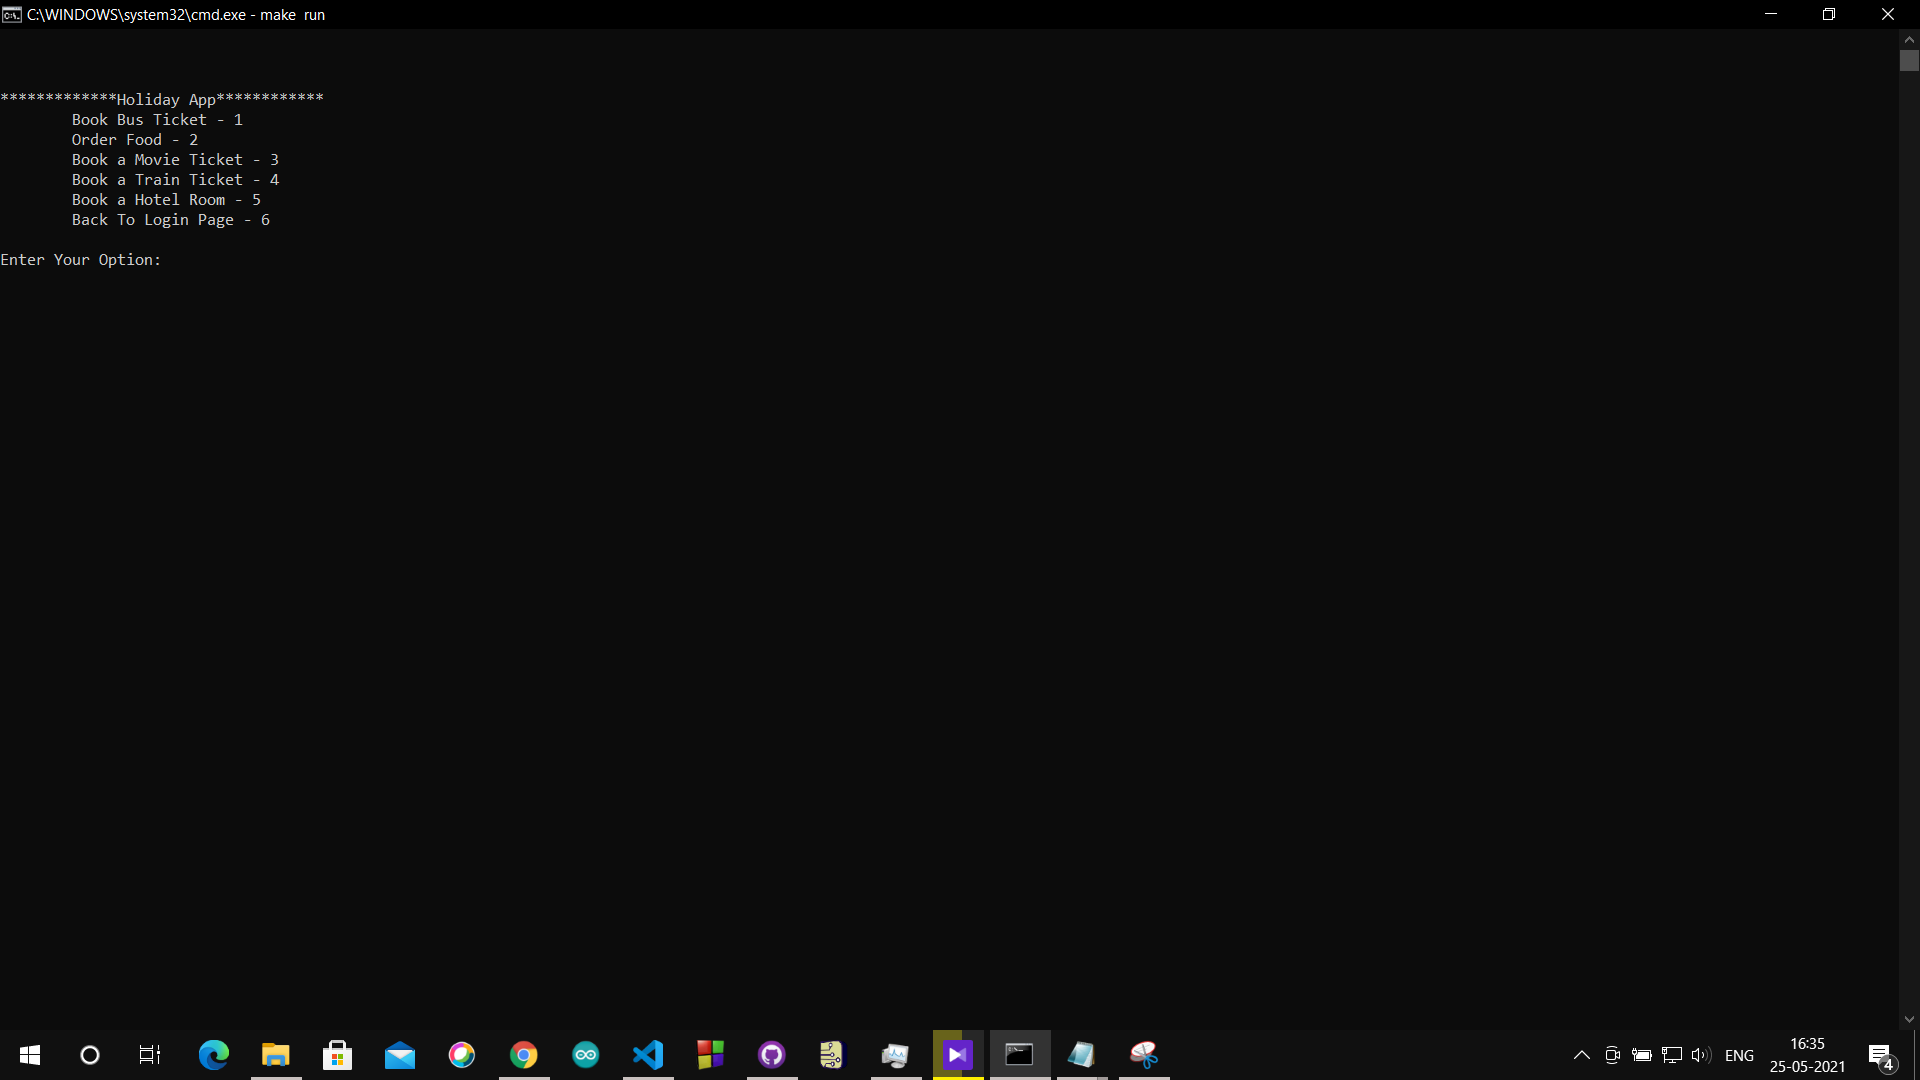 C:\WINDOWS\system32\cmd.exe - make  run
*************Holiday App************
Book Bus Ticket - 1
Order Food - 2
Book a Movie Ticket - 3
Book a Train Ticket - 4
Book a Hotel Room - 5
Back To Login Page - 6
Enter Your Option:
ENG
16:35
25-05-2021
4